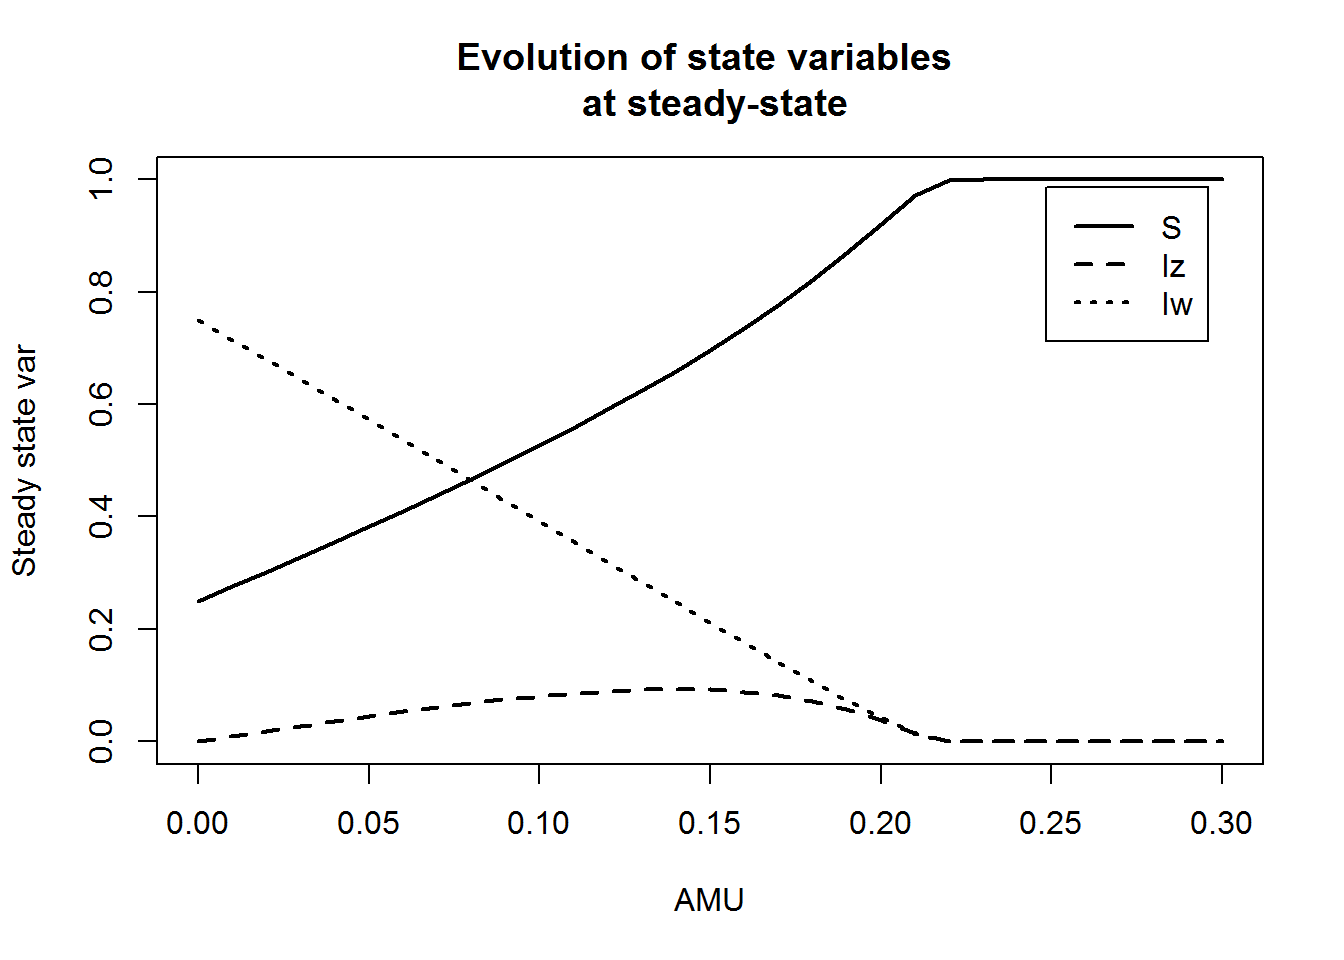 Evolution of state variables
at steady-state
Steady state var
1.0
0.8
0.6
0.4
0.2
0.0
S
Iz
Iw
0.00 0.05 0.10 0.15 0.20 0.25 0.30
AMU